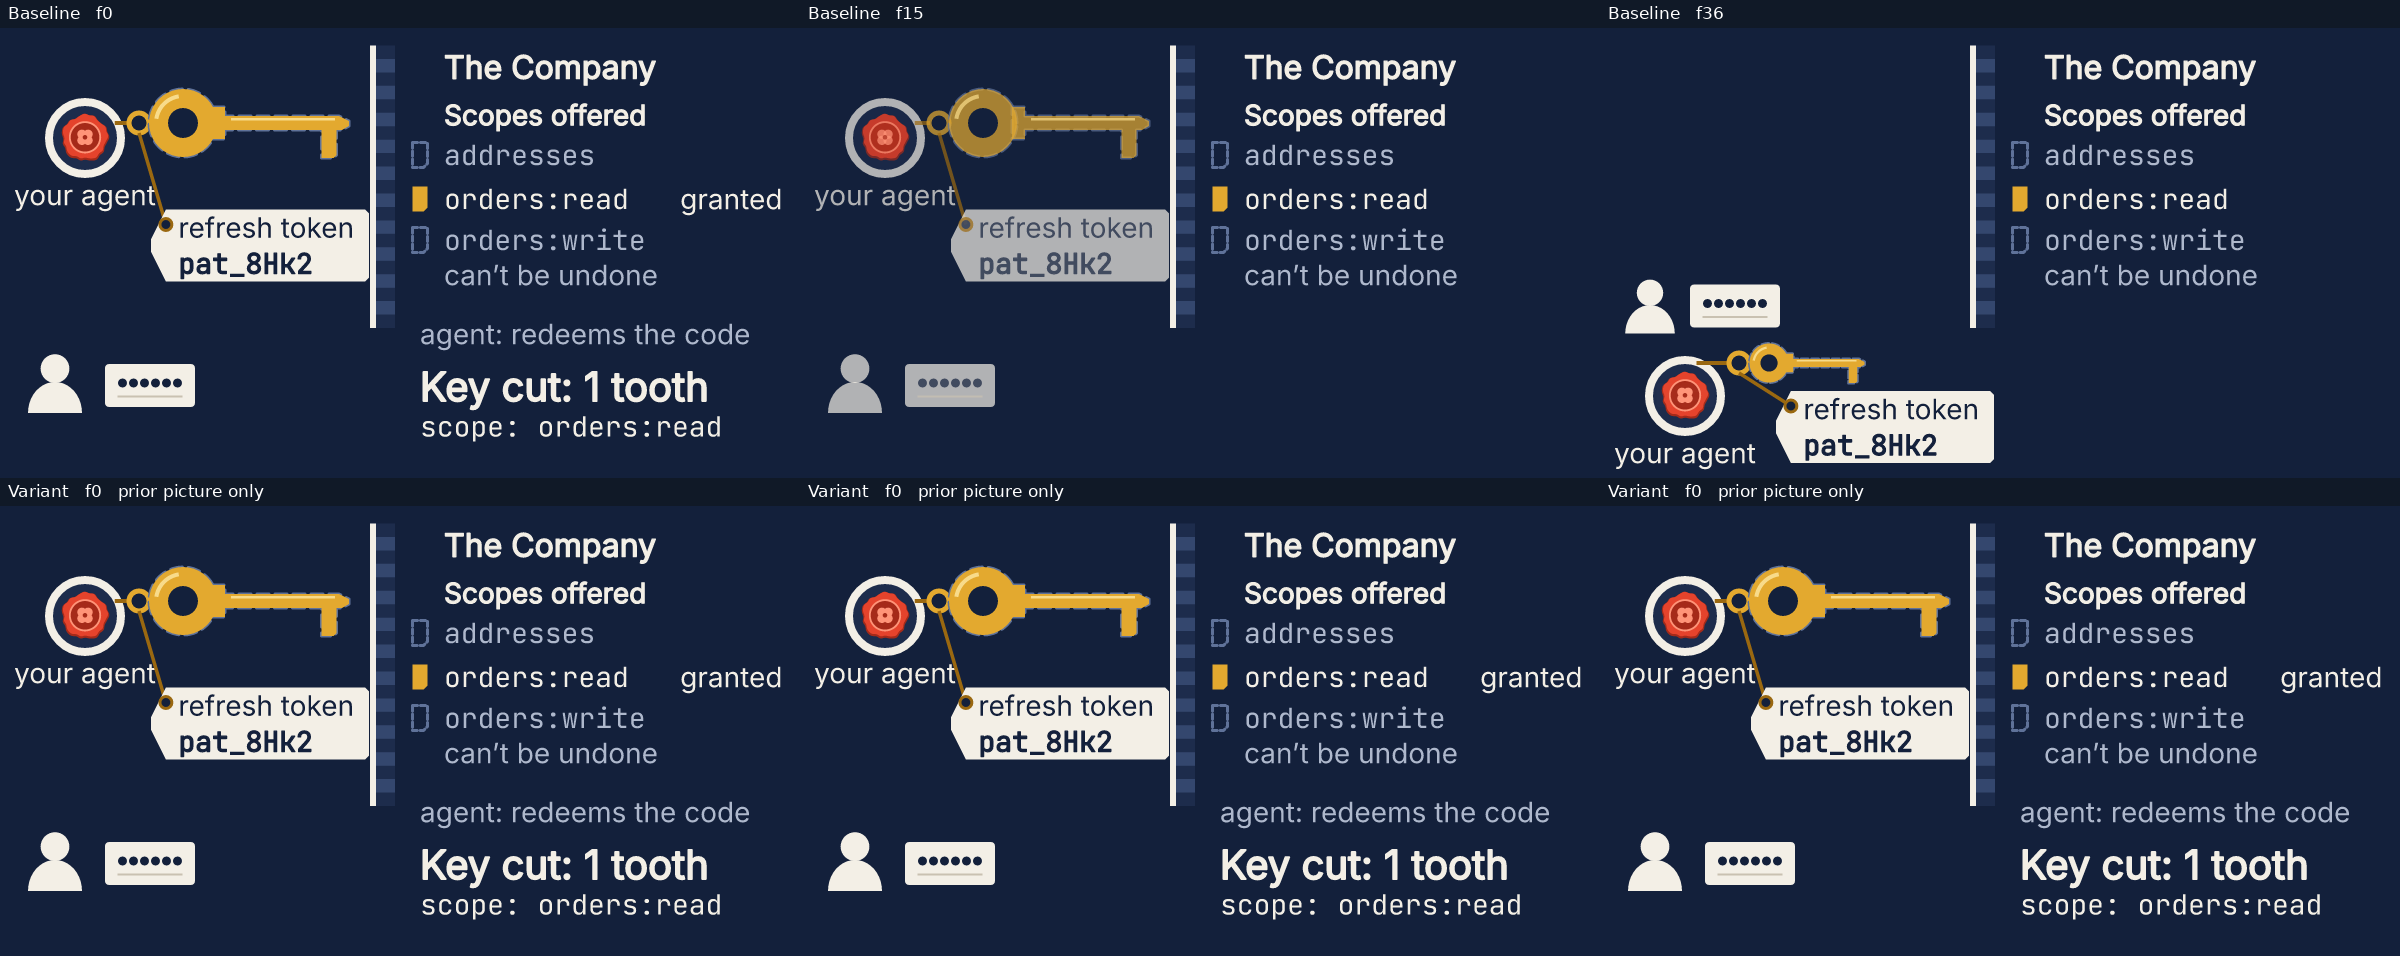 Baseline f0
The Company
Scopes offered
addresses
orders:read granted
orders:write
can't be undone
your agent
refresh token
pat_8Hk2
agent: redeems the code
Key cut: 1 tooth
scope: orders:read
Baseline f15
The Company
Scopes offered
addresses
orders:read
orders:write
can't be undone
your agent
refresh token
pat_8Hk2
Baseline f36
The Company
Scopes offered
addresses
orders:read
orders:write
can't be undone
refresh token
pat_8Hk2
your agent
Variant f0 prior picture only
The Company
Scopes offered
addresses
orders:read granted
orders:write
can't be undone
your agent
refresh token
pat_8Hk2
agent: redeems the code
Key cut: 1 tooth
scope: orders:read
Variant f0 prior picture only
The Company
Scopes offered
addresses
orders:read granted
orders:write
can't be undone
your agent
refresh token
pat_8Hk2
agent: redeems the code
Key cut: 1 tooth
scope: orders:read
Variant f0 prior picture only
The Company
Scopes offered
addresses
orders:read granted
orders:write
can't be undone
your agent
refresh token
pat_8Hk2
agent: redeems the code
Key cut: 1 tooth
scope: orders:read